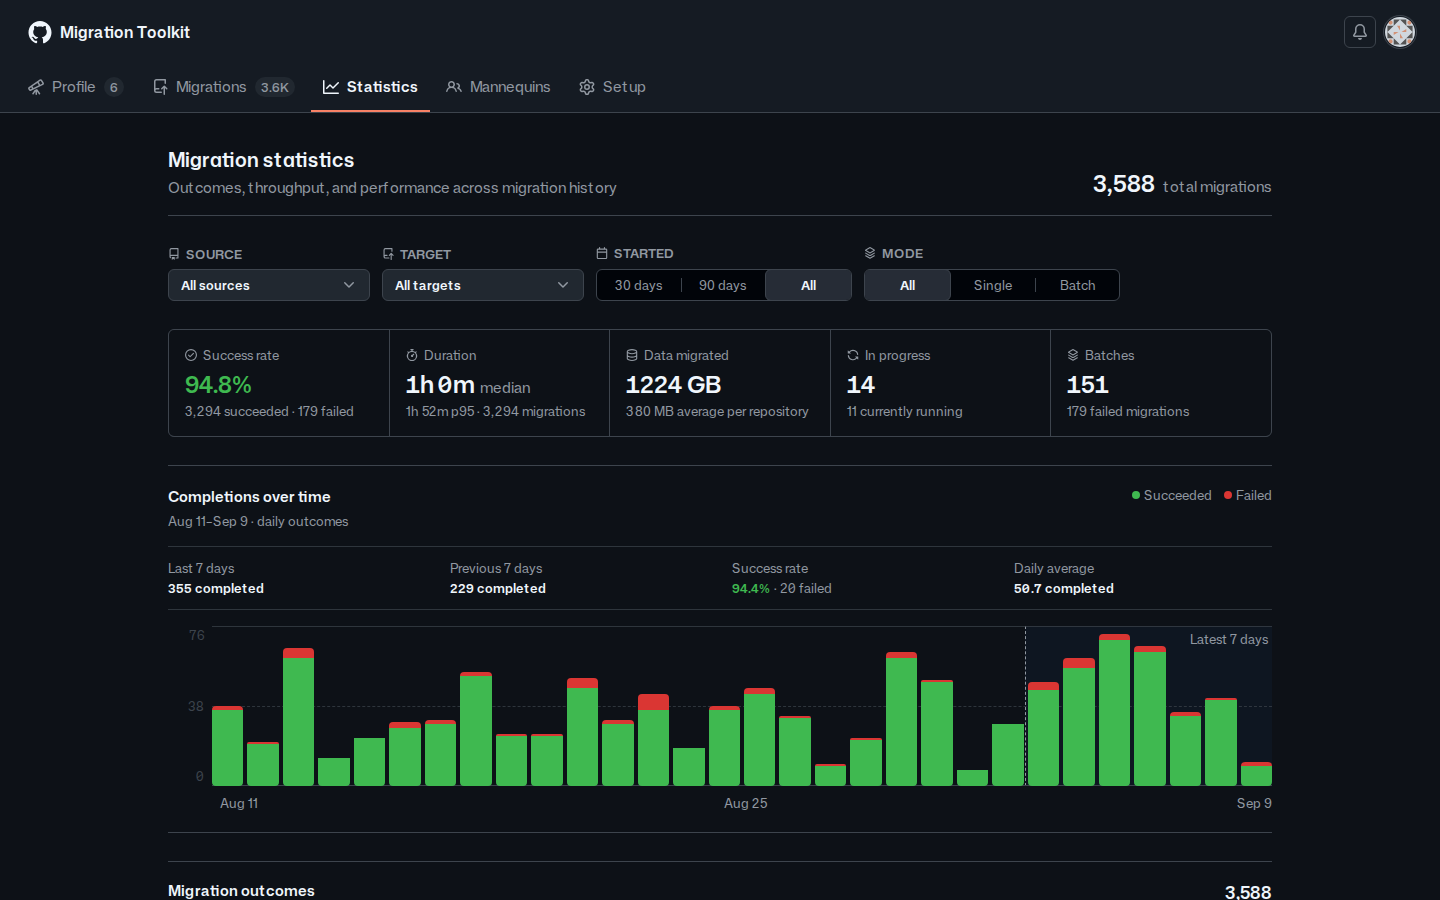 Migration Toolkit
Profile 6 Migrations 3.6K Statistics Mannequins Setup
Migration statistics
Outcomes, throughput, and performance across migration history
3,588 total migrations
SOURCE TARGET STARTED MODE
All sources All targets 30 days 90 days All All Single Batch
Success rate Duration Data migrated In progress Batches
94.8% 1h 0m median 1224 GB 14 151
3,294 succeeded · 179 failed 1h 52m p95 · 3,294 migrations 380 MB average per repository 11 currently running 179 failed migrations
Completions over time Succeeded Failed
Aug 11–Sep 9 · daily outcomes
Last 7 days Previous 7 days Success rate Daily average
355 completed 229 completed 94.4% · 20 failed 50.7 completed
76
Latest 7 days
38
0
Aug 11 Aug 25 Sep 9
Migration outcomes 3,588